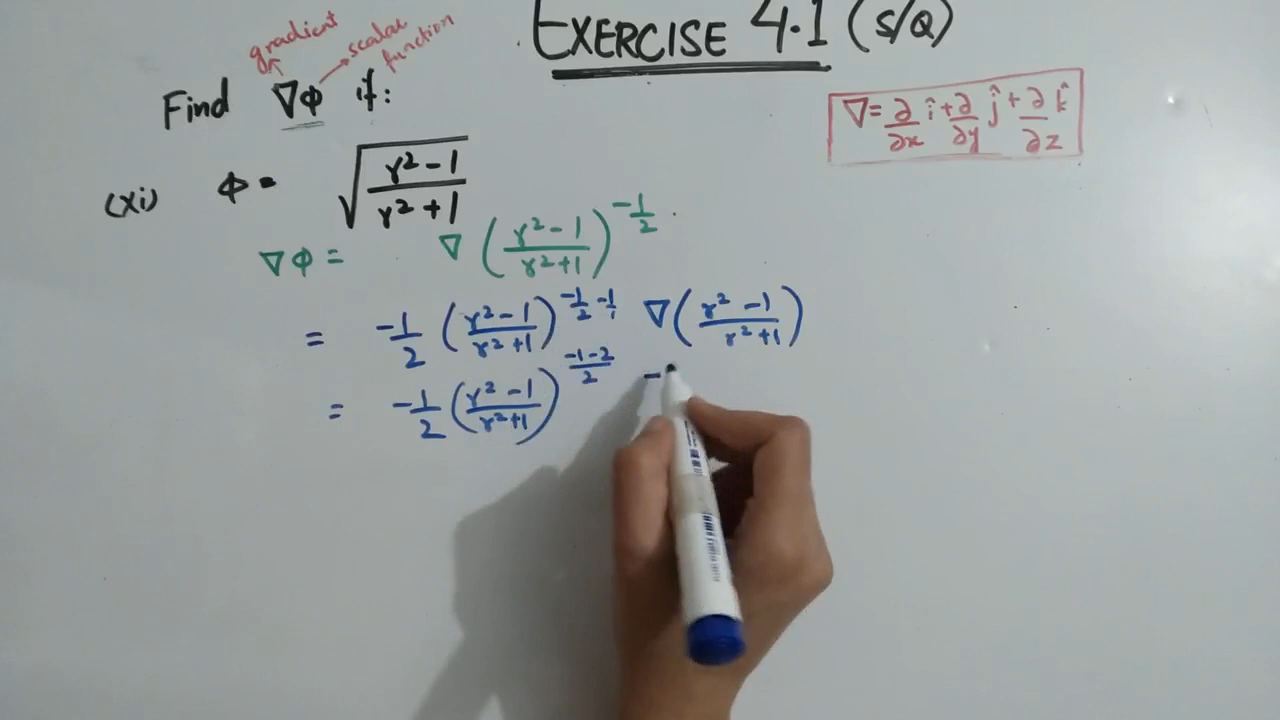 EXERCISE 4.1 (S/Q)
gradient
scalar
function
Find ∇Φ if:
∇ = ∂/∂x î + ∂/∂y ĵ + ∂/∂z k̂
(xi) Φ = √((r² - 1)/(r² + 1))
∇Φ = ∇ ((r² - 1)/(r² + 1))^(-1/2)
= -1/2 ((r² - 1)/(r² + 1))^(-1/2 - 1/1) ∇ ((r² - 1)/(r² + 1))
= -1/2 ((r² - 1)/(r² + 1))^((-1-2)/2)